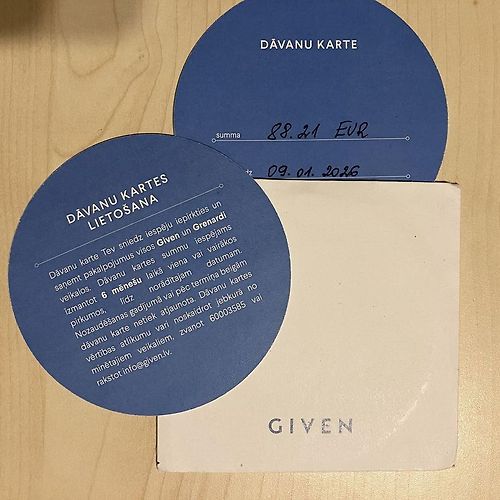 DĀVANU KARTE
summa 88.21 EUR
09.01.2026
DĀVANU KARTES
LIETOŠANA
Dāvanu karte Tev sniedz iespēju iepirkties un
saņemt pakalpojumus visos Given un Grenardi
veikalos. Dāvanu kartes summu iespējams
izmantot 6 mēnešu laikā vienā vai vairākos
pirkumos, līdz norādītajam datumam.
Nozaudēšanas gadījumā vai pēc termiņa beigām
dāvanu karte netiek atjaunota. Dāvanu kartes
vērtības atlikumu vari noskaidrot jebkurā no
minētajiem veikaliem, zvanot 60003585 vai
rakstot info@given.lv.
GIVEN